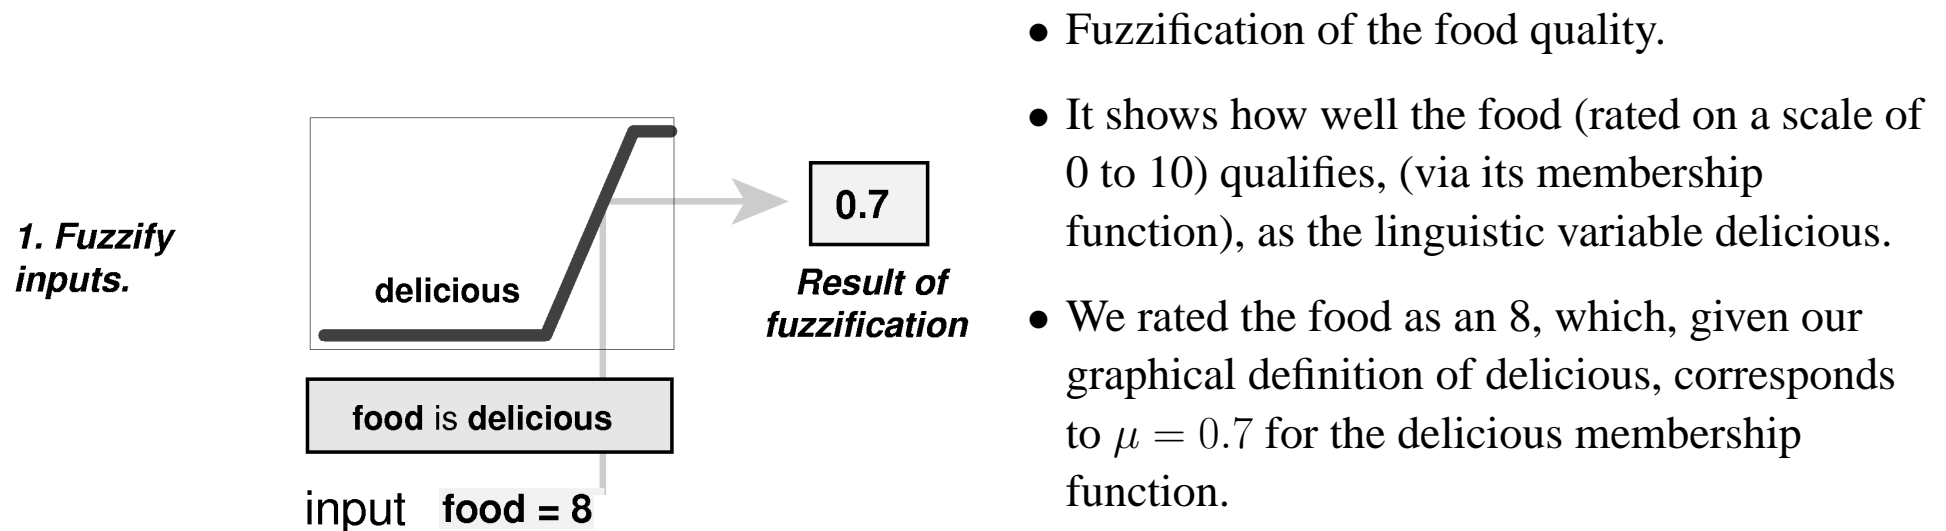 1. Fuzzify
inputs.
delicious
0.7
Result of
fuzzification
food is delicious
input food = 8
• Fuzzification of the food quality.
• It shows how well the food (rated on a scale of
0 to 10) qualifies, (via its membership
function), as the linguistic variable delicious.
• We rated the food as an 8, which, given our
graphical definition of delicious, corresponds
to μ = 0.7 for the delicious membership
function.